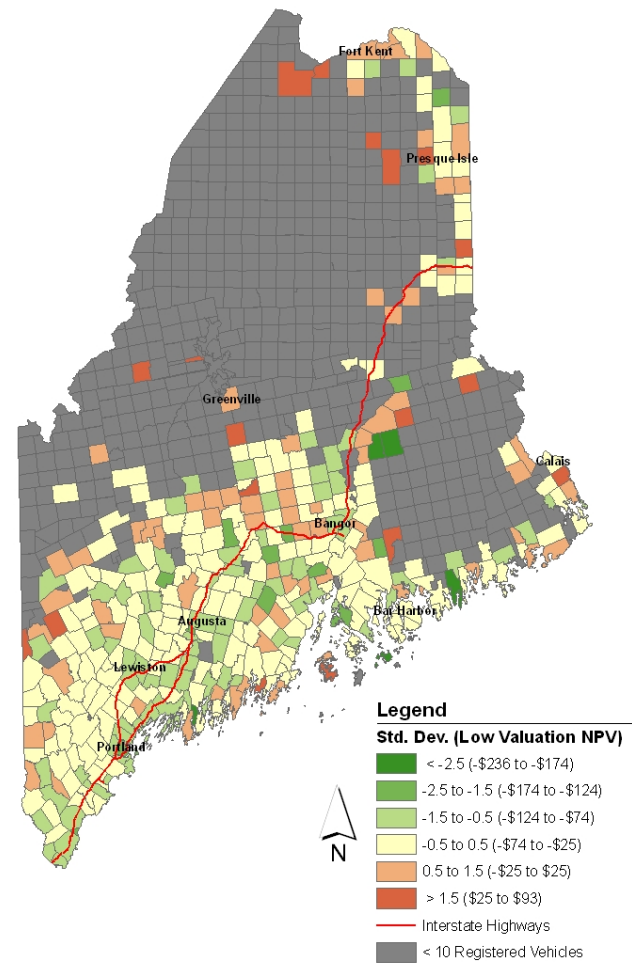 Fort Kent
Presque Isle
Greenville
Calais
Bangor
Bar Harbor
Augusta
Lewiston
Portland
N
Legend
Std. Dev. (Low Valuation NPV)
< -2.5 (-$236 to -$174)
-2.5 to -1.5 (-$174 to -$124)
-1.5 to -0.5 (-$124 to -$74)
-0.5 to 0.5 (-$74 to -$25)
0.5 to 1.5 (-$25 to $25)
> 1.5 ($25 to $93)
Interstate Highways
< 10 Registered Vehicles